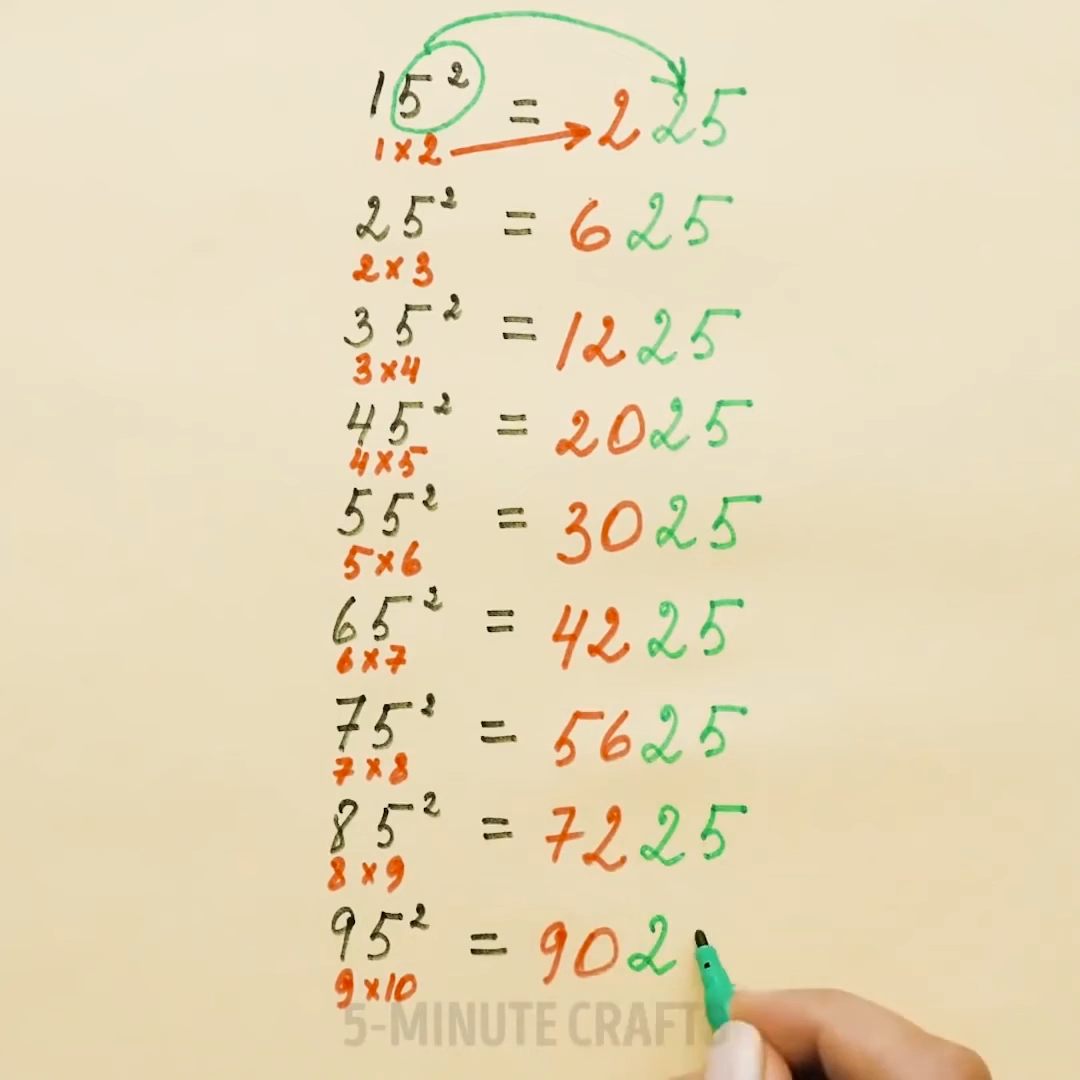 15² = 225
1×2
25² = 625
2×3
35² = 1225
3×4
45² = 2025
4×5
55² = 3025
5×6
65² = 4225
6×7
75² = 5625
7×8
85² = 7225
8×9
95² = 902
9×10
5-MINUTE CRAFTS